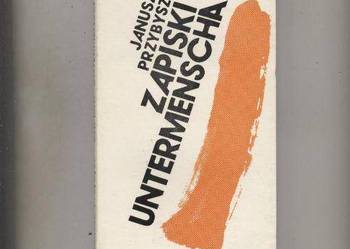 JANUSZ
PRZYBYSZ
ZAPISKI
UNTERMENSCHA